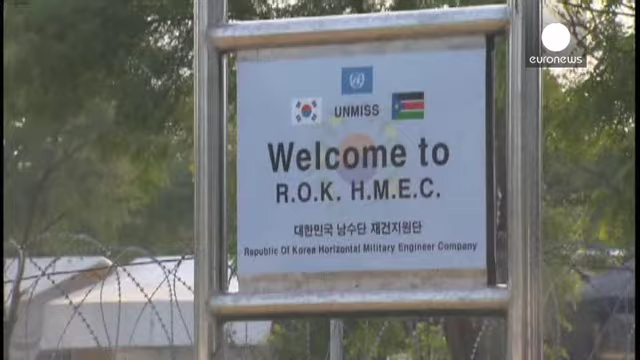 euronews
UNMISS
Welcome to
R.O.K. H.M.E.C.
대한민국 남수단 재건지원단
Republic Of Korea Horizontal Military Engineer Company